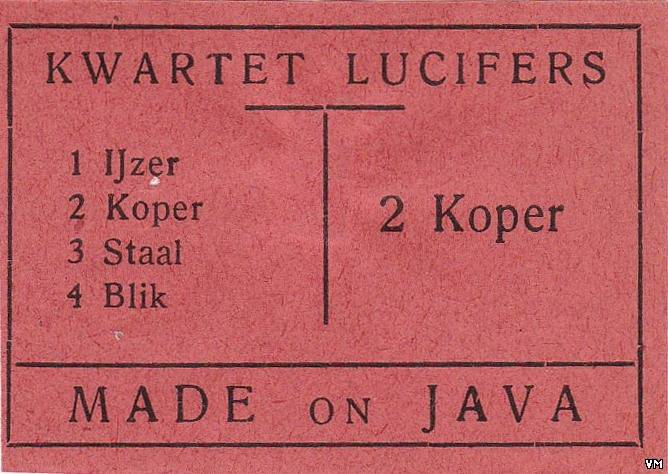 KWARTET LUCIFERS
1 IJzer
2 Koper
3 Staal
4 Blik
2 Koper
MADE ON JAVA
VM